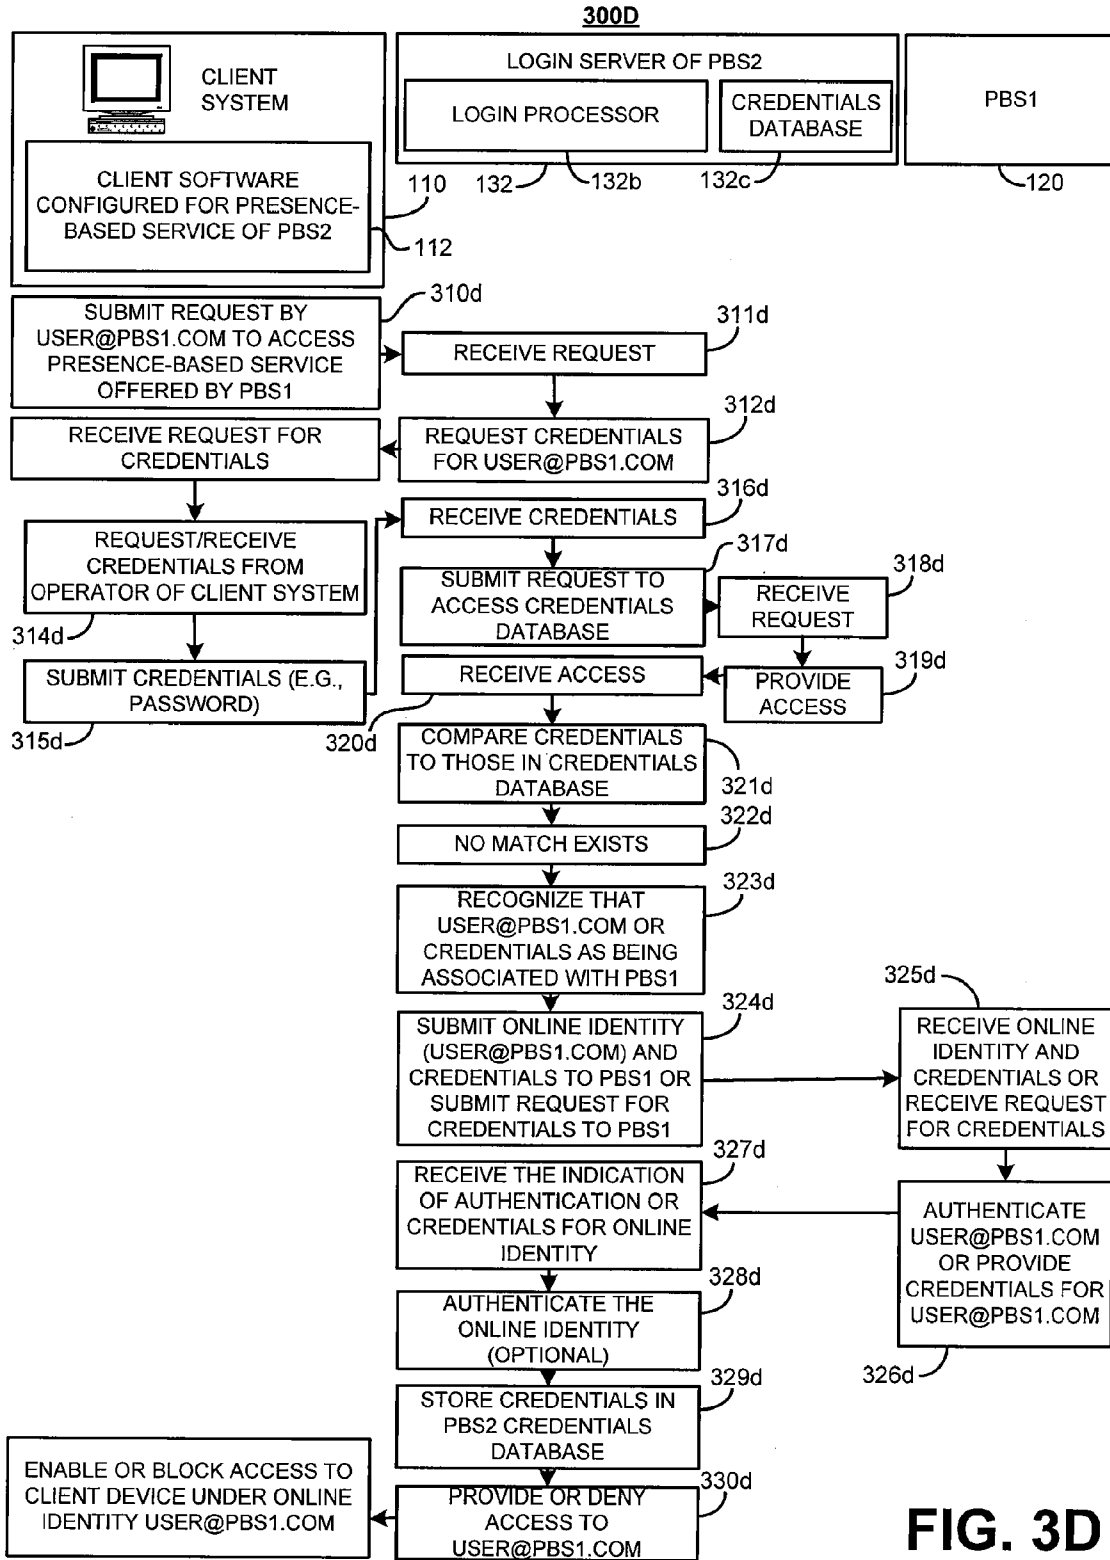 300D
CLIENT
SYSTEM
CLIENT SOFTWARE
CONFIGURED FOR PRESENCE-
BASED SERVICE OF PBS2
110
112
LOGIN SERVER OF PBS2
LOGIN PROCESSOR
CREDENTIALS
DATABASE
132
132b
132c
PBS1
120
SUBMIT REQUEST BY
USER@PBS1.COM TO ACCESS
PRESENCE-BASED SERVICE
OFFERED BY PBS1
310d
RECEIVE REQUEST
311d
REQUEST CREDENTIALS
FOR USER@PBS1.COM
312d
RECEIVE REQUEST FOR
CREDENTIALS
REQUEST/RECEIVE
CREDENTIALS FROM
OPERATOR OF CLIENT SYSTEM
314d
SUBMIT CREDENTIALS (E.G.,
PASSWORD)
315d
RECEIVE CREDENTIALS
316d
SUBMIT REQUEST TO
ACCESS CREDENTIALS
DATABASE
317d
RECEIVE
REQUEST
318d
PROVIDE
ACCESS
319d
RECEIVE ACCESS
320d
COMPARE CREDENTIALS
TO THOSE IN CREDENTIALS
DATABASE
321d
NO MATCH EXISTS
322d
RECOGNIZE THAT
USER@PBS1.COM OR
CREDENTIALS AS BEING
ASSOCIATED WITH PBS1
323d
SUBMIT ONLINE IDENTITY
(USER@PBS1.COM) AND
CREDENTIALS TO PBS1 OR
SUBMIT REQUEST FOR
CREDENTIALS TO PBS1
324d
RECEIVE ONLINE
IDENTITY AND
CREDENTIALS OR
RECEIVE REQUEST
FOR CREDENTIALS
325d
AUTHENTICATE
USER@PBS1.COM
OR PROVIDE
CREDENTIALS FOR
USER@PBS1.COM
326d
RECEIVE THE INDICATION
OF AUTHENTICATION OR
CREDENTIALS FOR ONLINE
IDENTITY
327d
AUTHENTICATE THE
ONLINE IDENTITY
(OPTIONAL)
328d
STORE CREDENTIALS IN
PBS2 CREDENTIALS
DATABASE
329d
PROVIDE OR DENY
ACCESS TO
USER@PBS1.COM
330d
ENABLE OR BLOCK ACCESS TO
CLIENT DEVICE UNDER ONLINE
IDENTITY USER@PBS1.COM
FIG. 3D